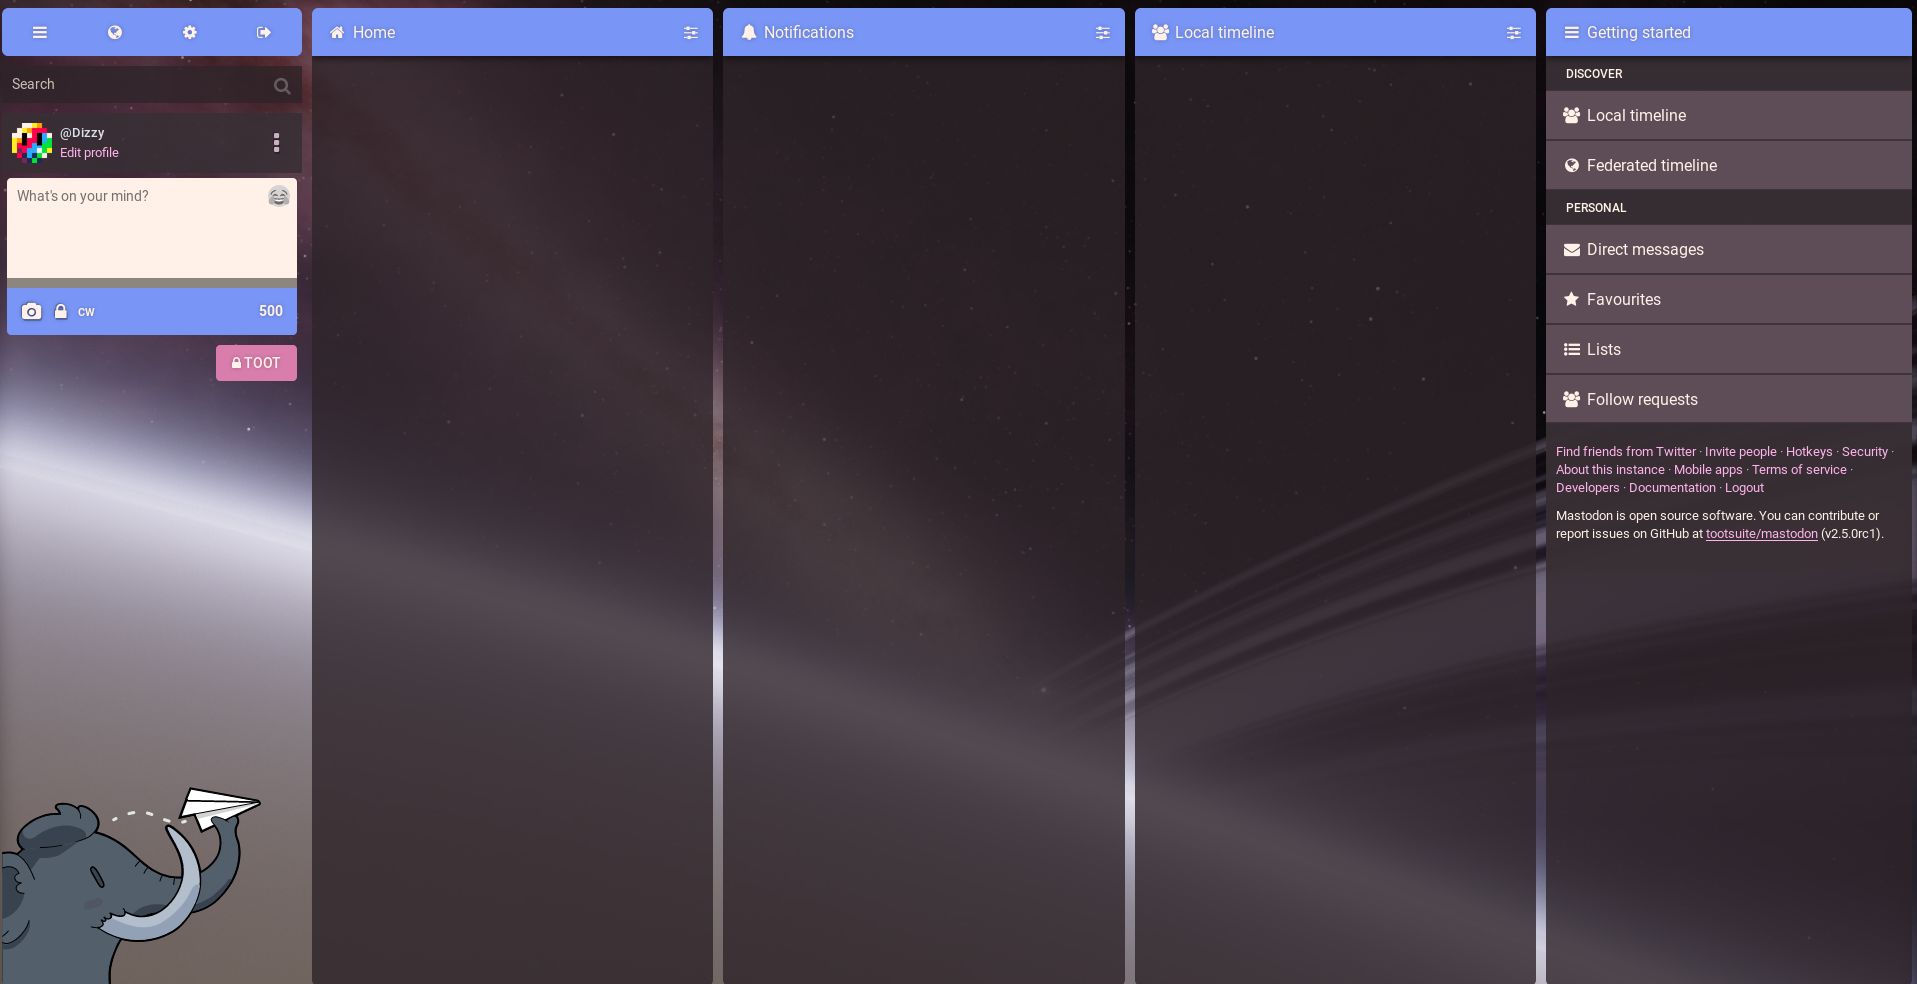 Search
@Dizzy
Edit profile
What's on your mind?
CW
500
TOOT
Home
Notifications
Local timeline
Getting started
DISCOVER
Local timeline
Federated timeline
PERSONAL
Direct messages
Favourites
Lists
Follow requests
Find friends from Twitter · Invite people · Hotkeys · Security ·
About this instance · Mobile apps · Terms of service ·
Developers · Documentation · Logout
Mastodon is open source software. You can contribute or
report issues on GitHub at tootsuite/mastodon (v2.5.0rc1).